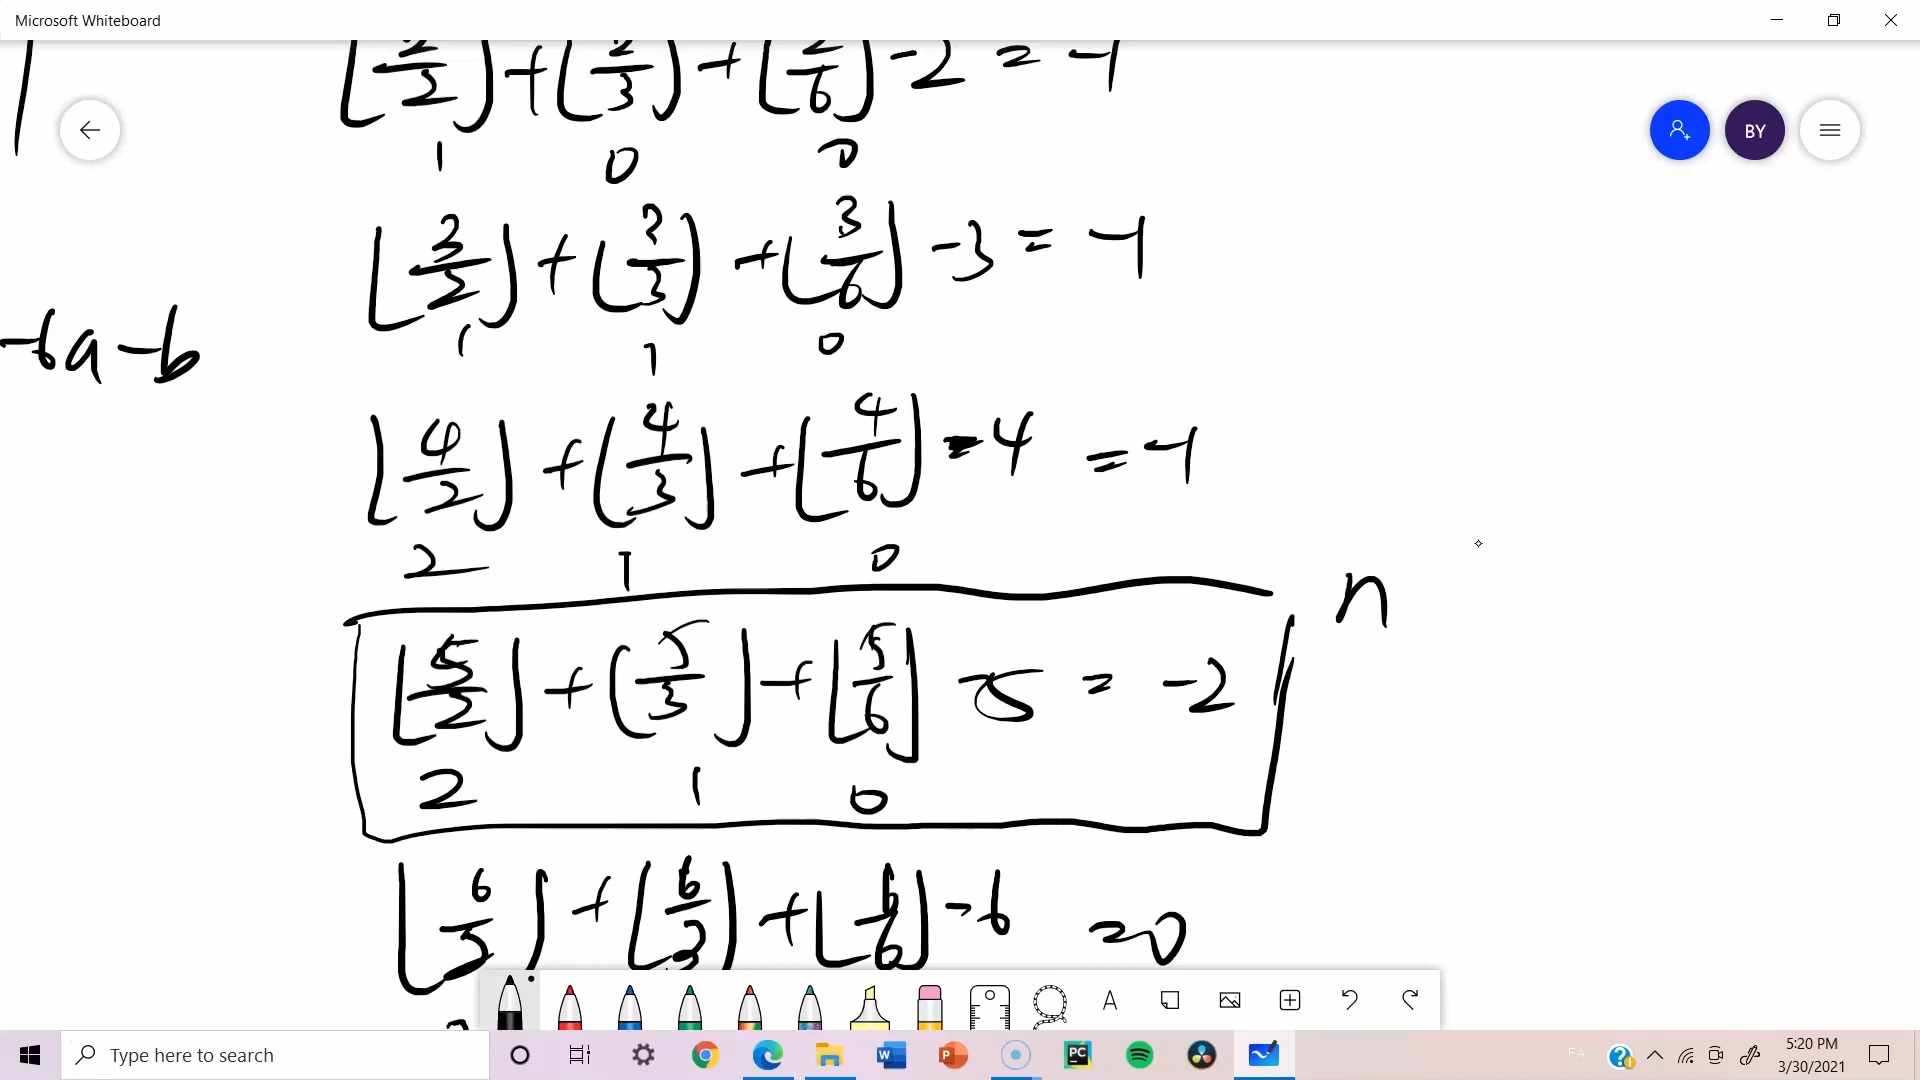 Microsoft Whiteboard
⌊2/2⌋ + ⌊2/3⌋ + ⌊2/6⌋ - 2 = -1
1 0 0
BY
⌊3/2⌋ + ⌊3/3⌋ + ⌊3/6⌋ - 3 = -1
1 1 0
-6a-b
⌊4/2⌋ + ⌊4/3⌋ + ⌊4/6⌋ - 4 = -1
2 1 0
n
⌊5/2⌋ + ⌊5/3⌋ + ⌊5/6⌋ - 5 = -2
2 1 0
⌊6/2⌋ + ⌊6/3⌋ + ⌊6/6⌋ - 6 = 0
Type here to search
FA
5:20 PM
3/30/2021